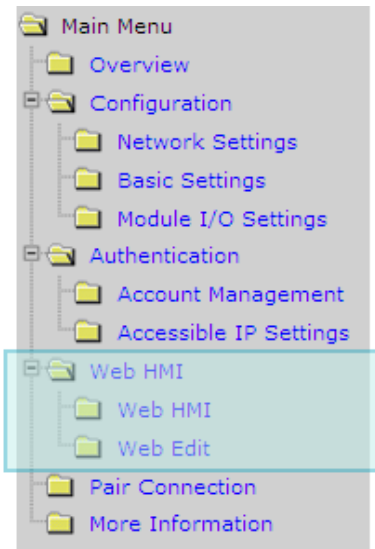 Main Menu
Overview
Configuration
Network Settings
Basic Settings
Module I/O Settings
Authentication
Account Management
Accessible IP Settings
Web HMI
Web HMI
Web Edit
Pair Connection
More Information